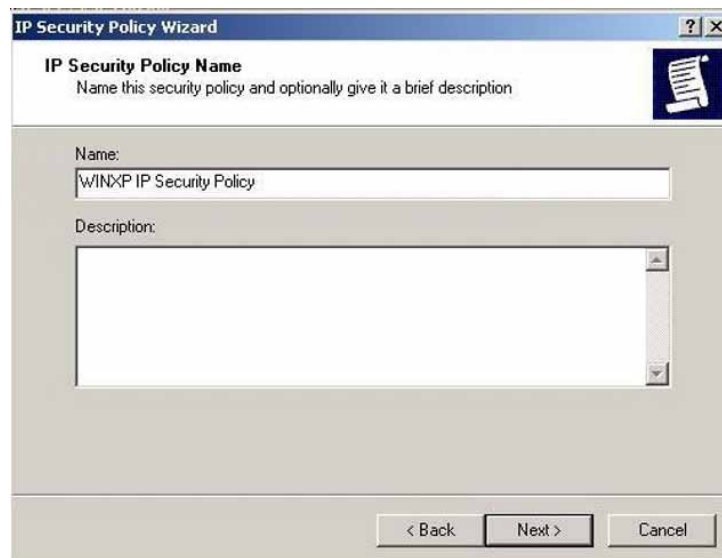 IP Security Policy Wizard
IP Security Policy Name
Name this security policy and optionally give it a brief description
Name:
WINXP IP Security Policy
Description:
< Back
Next >
Cancel